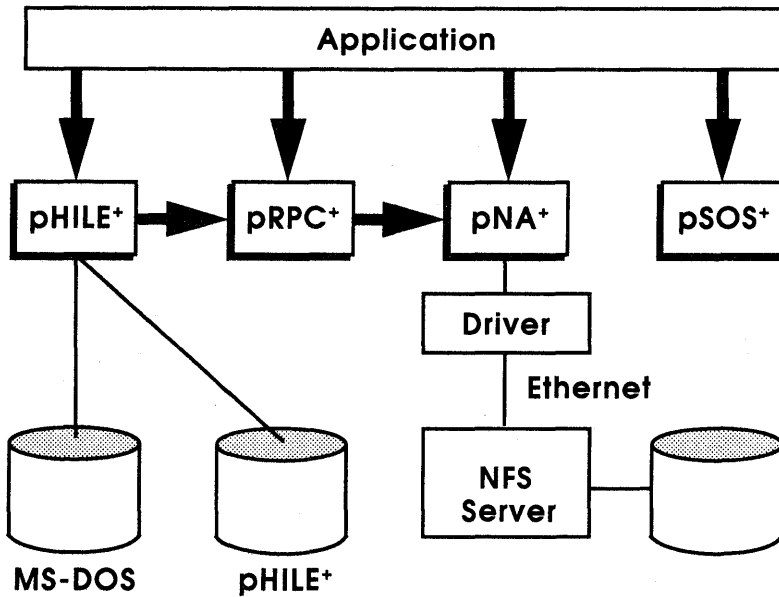 Application
pHILE+
pRPC+
pNA+
pSOS+
Driver
Ethernet
NFS
Server
MS-DOS
pHILE+